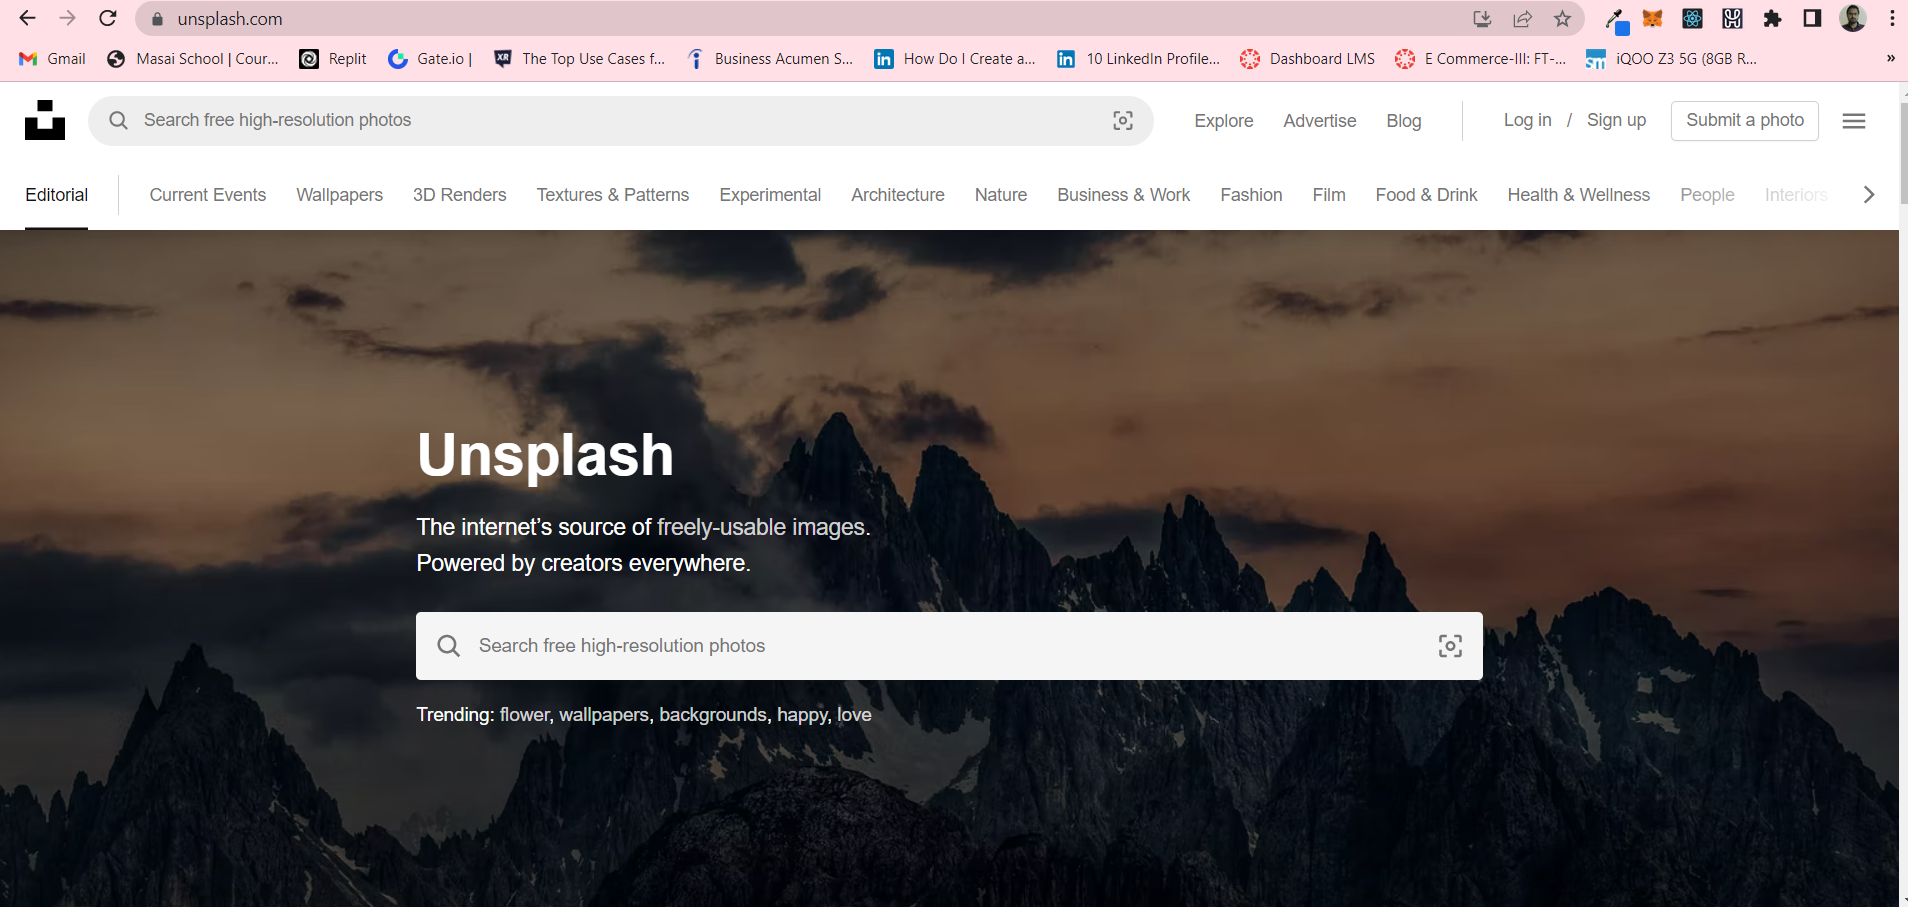 unsplash.com
Gmail Masai School | Cour... Replit Gate.io | XR The Top Use Cases f... Business Acumen S... in How Do I Create a... in 10 LinkedIn Profile... Dashboard LMS E Commerce-III: FT-... iQOO Z3 5G (8GB R... »
Search free high-resolution photos Explore Advertise Blog Log in / Sign up Submit a photo
Editorial Current Events Wallpapers 3D Renders Textures & Patterns Experimental Architecture Nature Business & Work Fashion Film Food & Drink Health & Wellness People Interiors
Unsplash
The internet’s source of freely-usable images.
Powered by creators everywhere.
Search free high-resolution photos
Trending: flower, wallpapers, backgrounds, happy, love